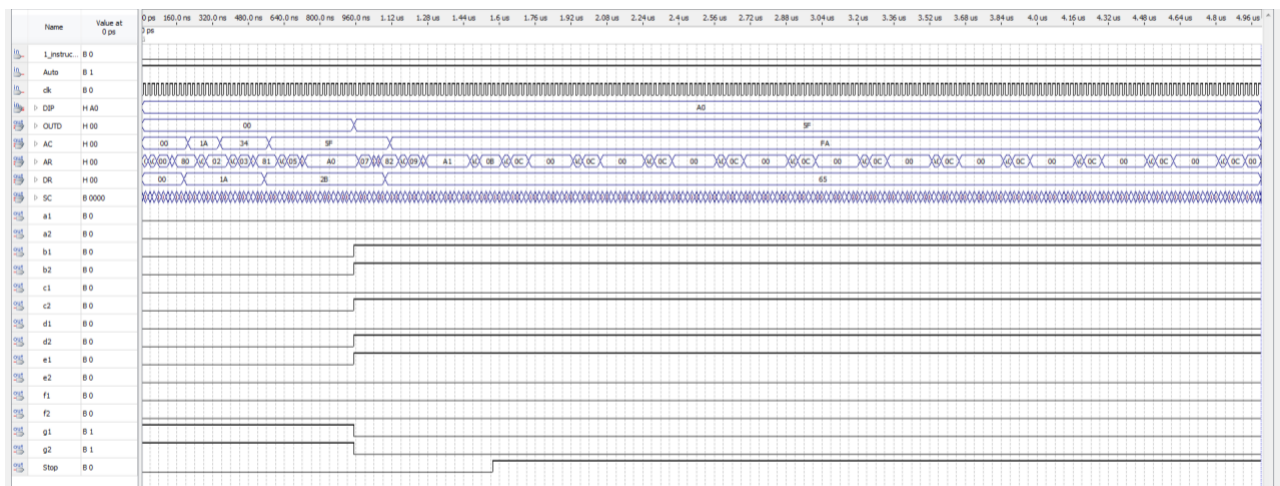 Name Value at 0 ps 0 ps 160.0 ns 320.0 ns 480.0 ns 640.0 ns 800.0 ns 960.0 ns 1.12 us 1.28 us 1.44 us 1.6 us 1.76 us 1.92 us 2.08 us 2.24 us 2.4 us 2.56 us 2.72 us 2.88 us 3.04 us 3.2 us 3.36 us 3.52 us 3.68 us 3.84 us 4.0 us 4.16 us 4.32 us 4.48 us 4.64 us 4.8 us 4.96 us
0 ps
1_instruc... B 0
Auto B 1
clk B 0
DIP H A0 A0
OUTD H 00 00 5F
AC H 00 00 1A 34 5F FA
AR H 00 00 80 02 03 81 05 A0 07 82 09 A1 0B 0C 00 0C 00 0C 00 0C 00 0C 00 0C 00 0C 00 0C 00 0C 00 0C 00 0C 00
DR H 00 00 1A 2B 65
SC B 0000
a1 B 0
a2 B 0
b1 B 0
b2 B 0
c1 B 0
c2 B 0
d1 B 0
d2 B 0
e1 B 0
e2 B 0
f1 B 0
f2 B 0
g1 B 1
g2 B 1
Stop B 0